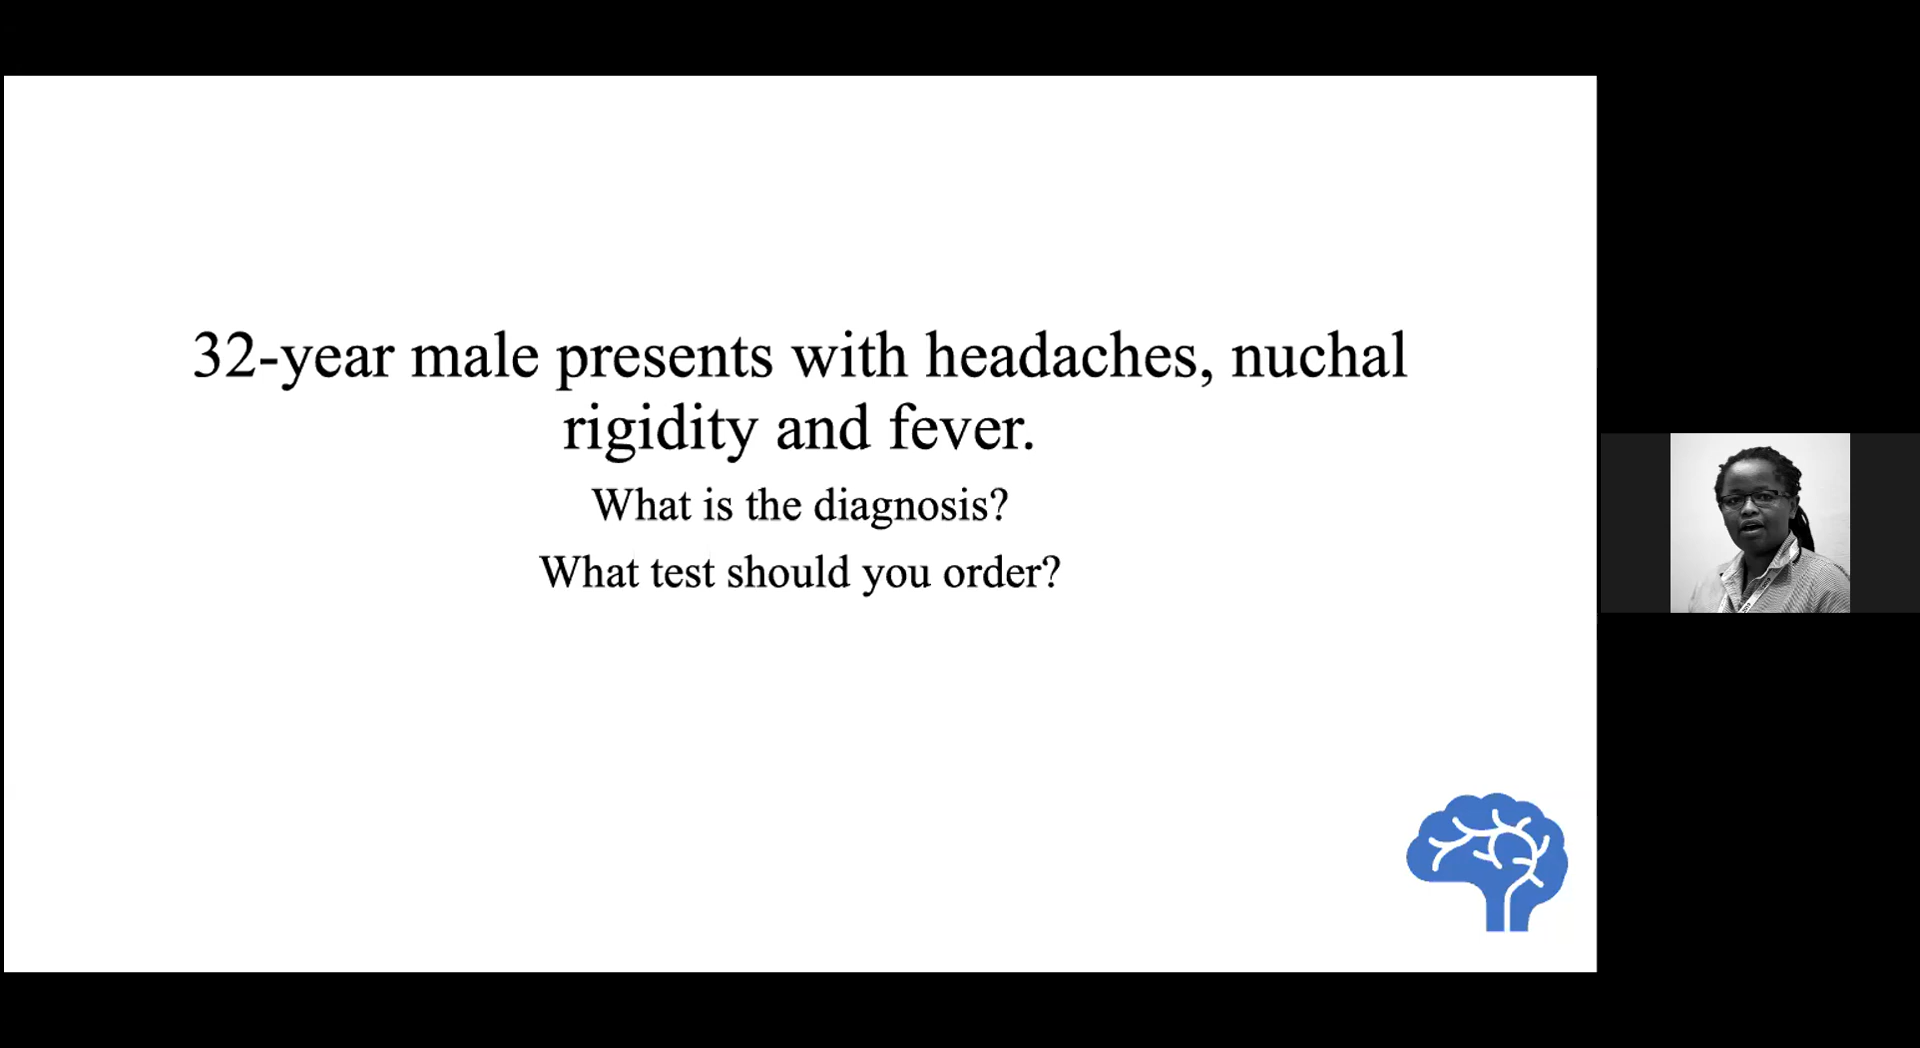 32-year male presents with headaches, nuchal
rigidity and fever.
What is the diagnosis?
What test should you order?